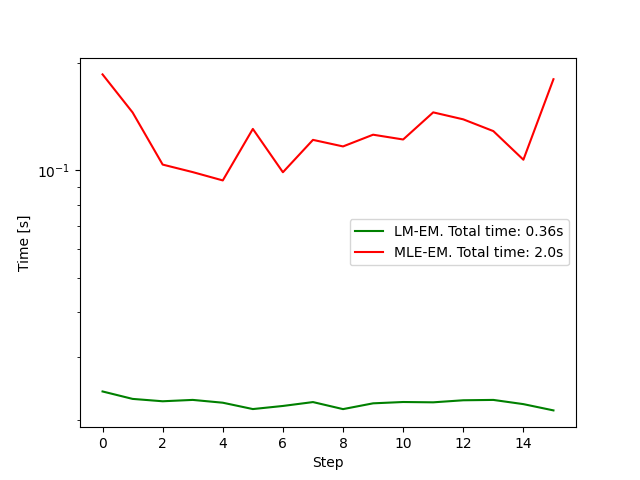 10⁻¹
Time [s]
LM-EM. Total time: 0.36s
MLE-EM. Total time: 2.0s
0 2 4 6 8 10 12 14
Step